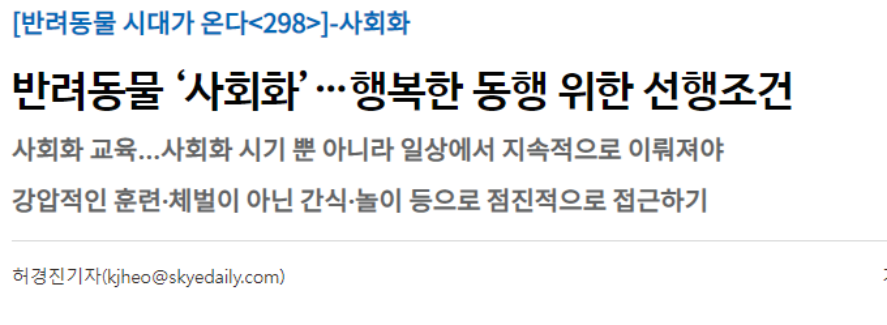 [반려동물 시대가 온다<298>]-사회화
반려동물 ‘사회화’…행복한 동행 위한 선행조건
사회화 교육...사회화 시기 뿐 아니라 일상에서 지속적으로 이뤄져야
강압적인 훈련·체벌이 아닌 간식·놀이 등으로 점진적으로 접근하기
허경진기자(kjheo@skyedaily.com)